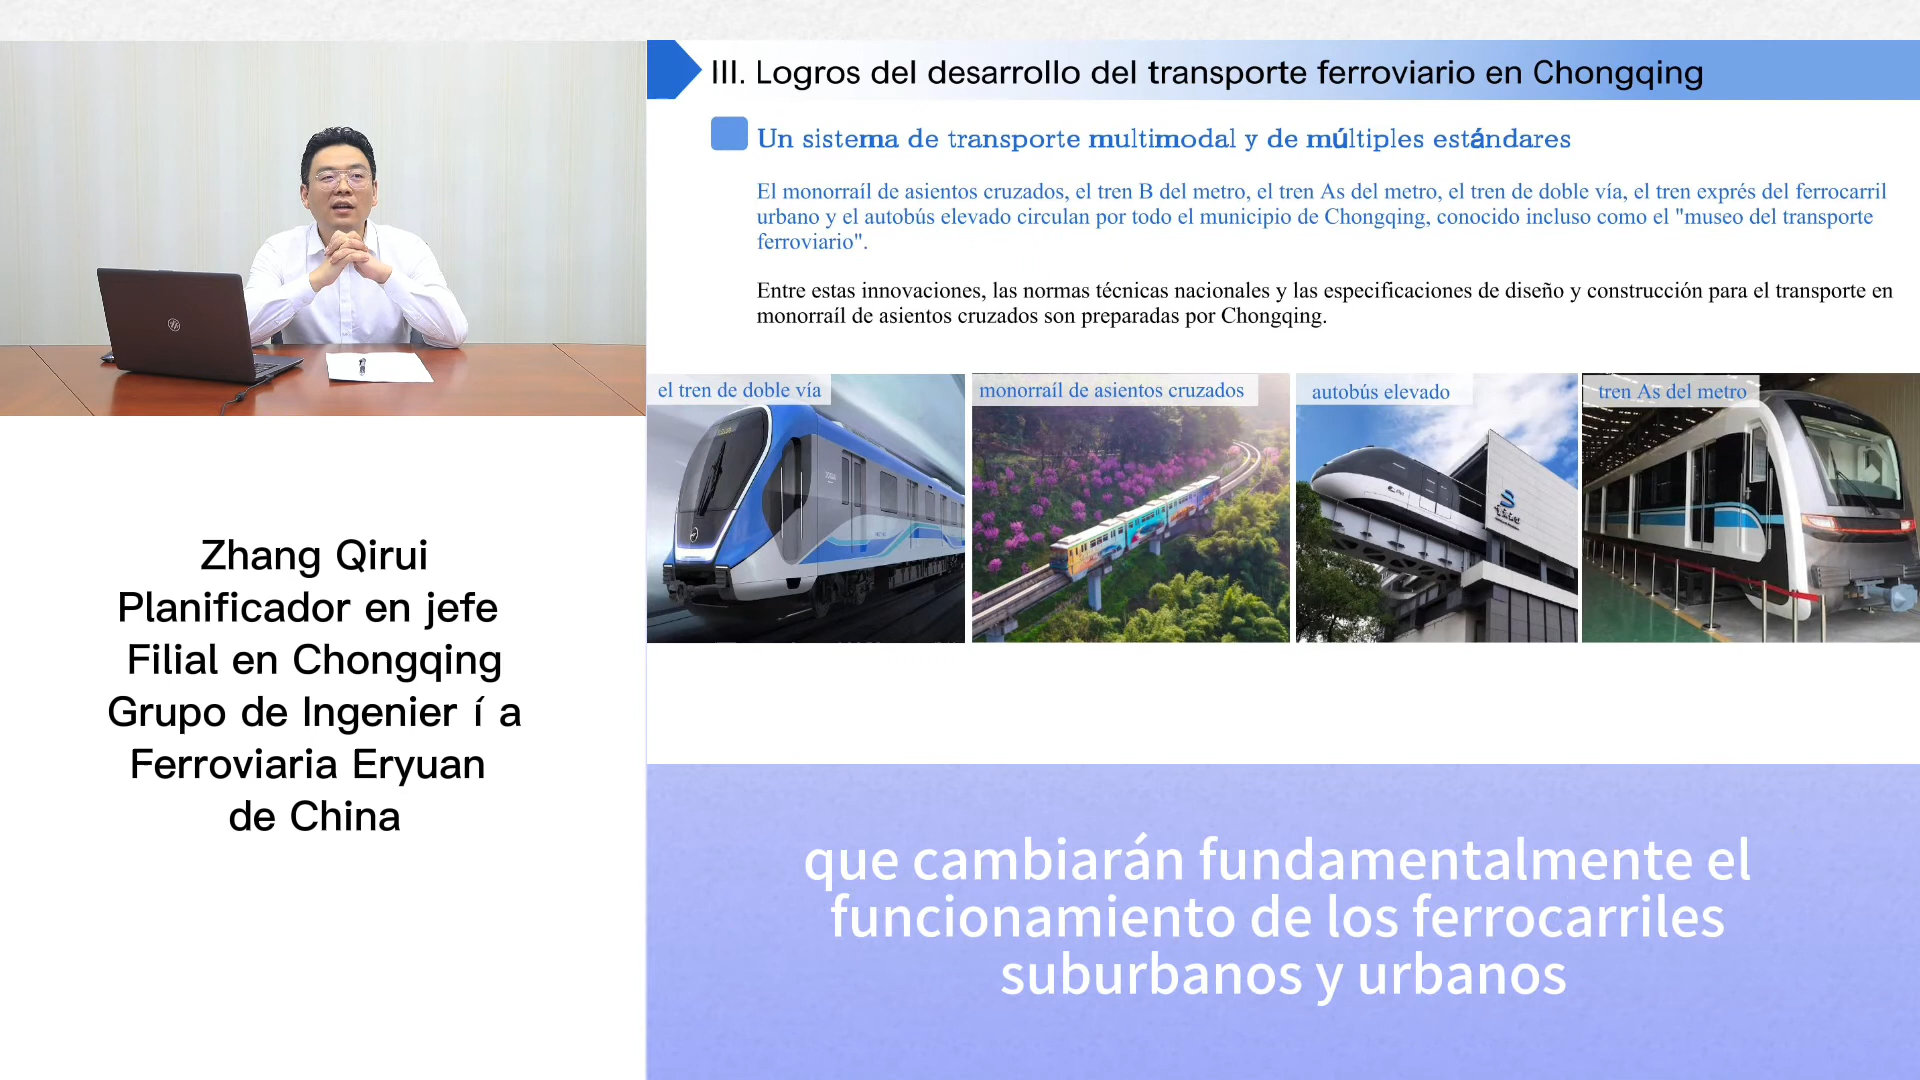 III. Logros del desarrollo del transporte ferroviario en Chongqing
Un sistema de transporte multimodal y de múltiples estándares
El monorraíl de asientos cruzados, el tren B del metro, el tren As del metro, el tren de doble vía, el tren exprés del ferrocarril
urbano y el autobús elevado circulan por todo el municipio de Chongqing, conocido incluso como el "museo del transporte
ferroviario".
Entre estas innovaciones, las normas técnicas nacionales y las especificaciones de diseño y construcción para el transporte en
monorraíl de asientos cruzados son preparadas por Chongqing.
el tren de doble vía
monorraíl de asientos cruzados
autobús elevado
tren As del metro
Zhang Qirui
Planificador en jefe
Filial en Chongqing
Grupo de Ingenier í a
Ferroviaria Eryuan
de China
que cambiarán fundamentalmente el
funcionamiento de los ferrocarriles
suburbanos y urbanos